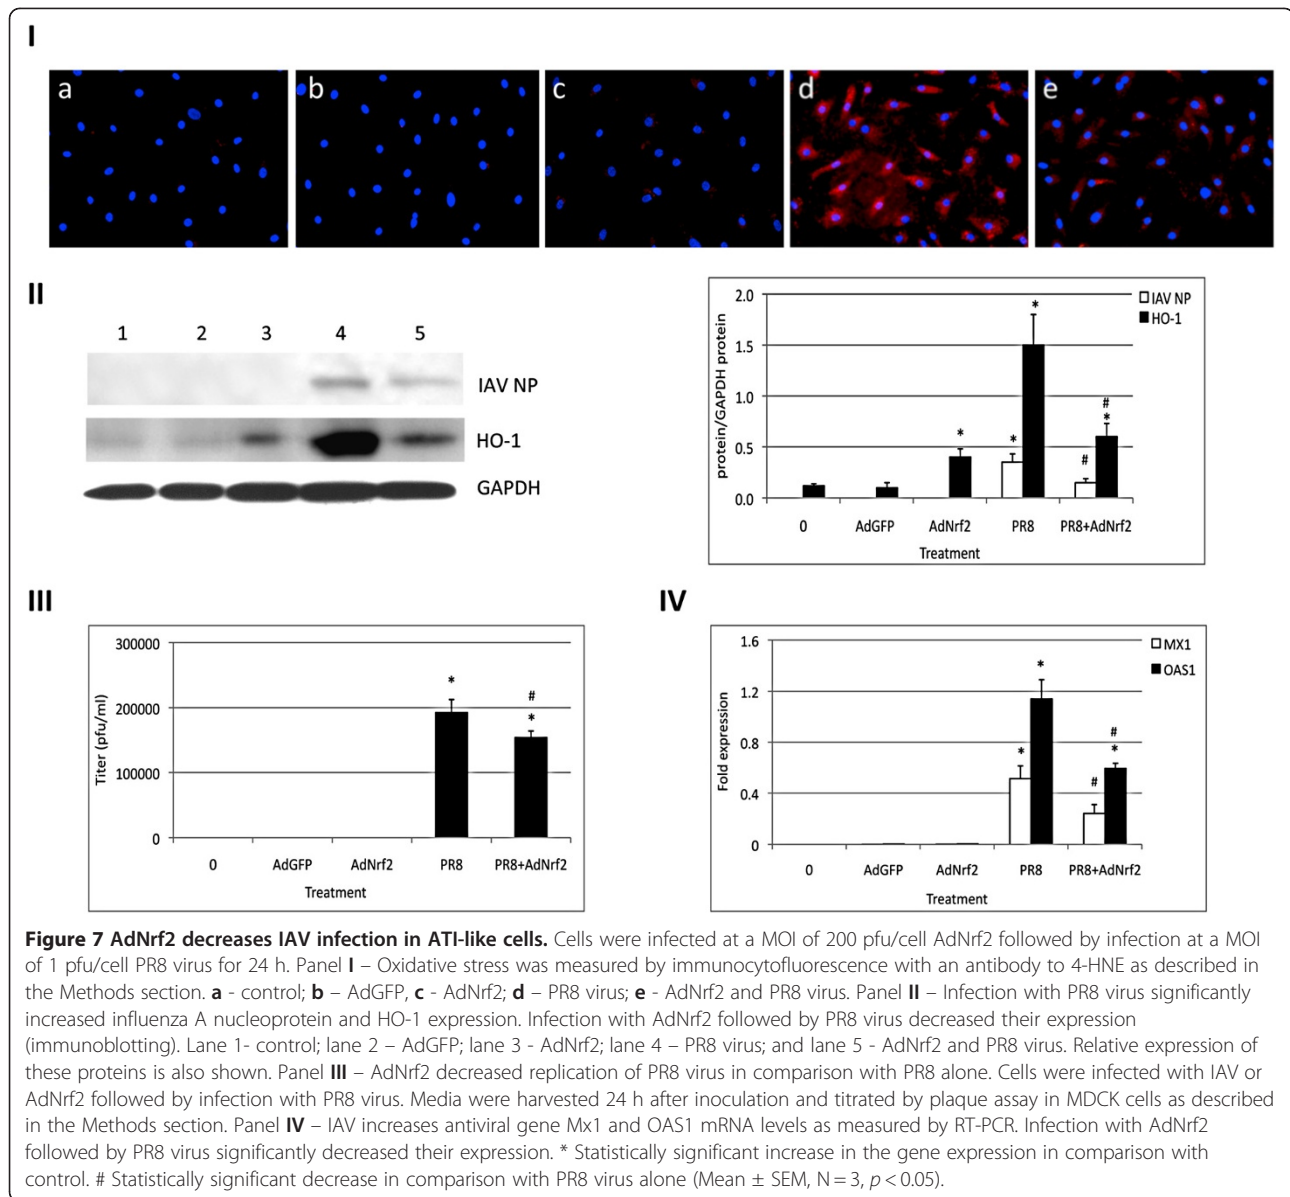 I
a
b
c
d
e
II
1 2 3 4 5
IAV NP
HO-1
GAPDH
2.0
1.5
1.0
0.5
0.0
protein/GAPDH protein
IAV NP
HO-1
*
*
*
#
#
*
0 AdGFP AdNrf2 PR8 PR8+AdNrf2
Treatment
III
300000
200000
100000
0
Titer (pfu/ml)
*
#
*
0 AdGFP AdNrf2 PR8 PR8+AdNrf2
Treatment
IV
1.6
1.2
0.8
0.4
0
Fold expression
MX1
OAS1
*
*
#
#
*
0 AdGFP AdNrf2 PR8 PR8+AdNrf2
Treatment
Figure 7 AdNrf2 decreases IAV infection in ATI-like cells. Cells were infected at a MOI of 200 pfu/cell AdNrf2 followed by infection at a MOI
of 1 pfu/cell PR8 virus for 24 h. Panel I – Oxidative stress was measured by immunocytofluorescence with an antibody to 4-HNE as described in
the Methods section. a - control; b – AdGFP, c - AdNrf2; d – PR8 virus; e - AdNrf2 and PR8 virus. Panel II – Infection with PR8 virus significantly
increased influenza A nucleoprotein and HO-1 expression. Infection with AdNrf2 followed by PR8 virus decreased their expression
(immunoblotting). Lane 1- control; lane 2 – AdGFP; lane 3 - AdNrf2; lane 4 – PR8 virus; and lane 5 - AdNrf2 and PR8 virus. Relative expression of
these proteins is also shown. Panel III – AdNrf2 decreased replication of PR8 virus in comparison with PR8 alone. Cells were infected with IAV or
AdNrf2 followed by infection with PR8 virus. Media were harvested 24 h after inoculation and titrated by plaque assay in MDCK cells as described
in the Methods section. Panel IV – IAV increases antiviral gene Mx1 and OAS1 mRNA levels as measured by RT-PCR. Infection with AdNrf2
followed by PR8 virus significantly decreased their expression. * Statistically significant increase in the gene expression in comparison with
control. # Statistically significant decrease in comparison with PR8 virus alone (Mean ± SEM, N = 3, p < 0.05).